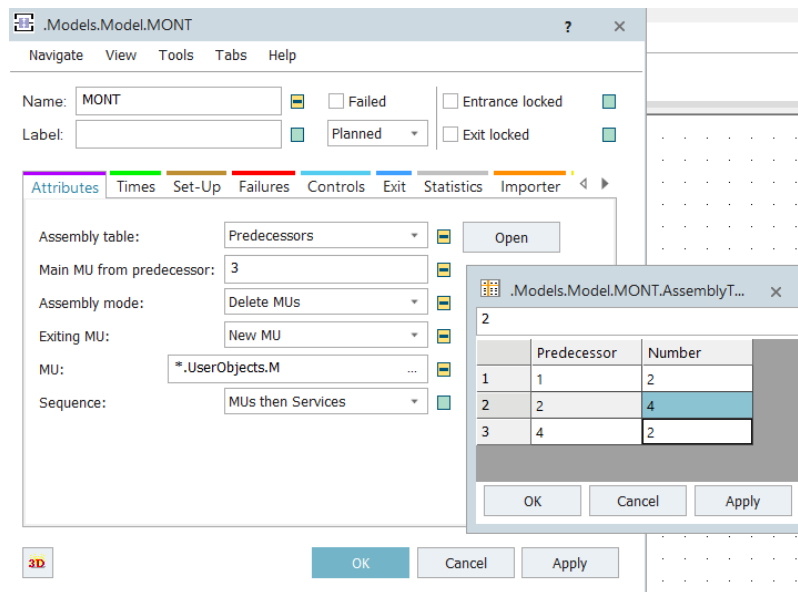 .Models.Model.MONT ?
Navigate View Tools Tabs Help
Name: MONT Failed Entrance locked
Label: Planned Exit locked
Attributes Times Set-Up Failures Controls Exit Statistics Importer
Assembly table: Predecessors Open
Main MU from predecessor: 3
Assembly mode: Delete MUs
Exiting MU: New MU
MU: *.UserObjects.M ...
Sequence: MUs then Services
.Models.Model.MONT.AssemblyT...
2
Predecessor Number
1 1 2
2 2 4
3 4 2
OK Cancel Apply
3D OK Cancel Apply